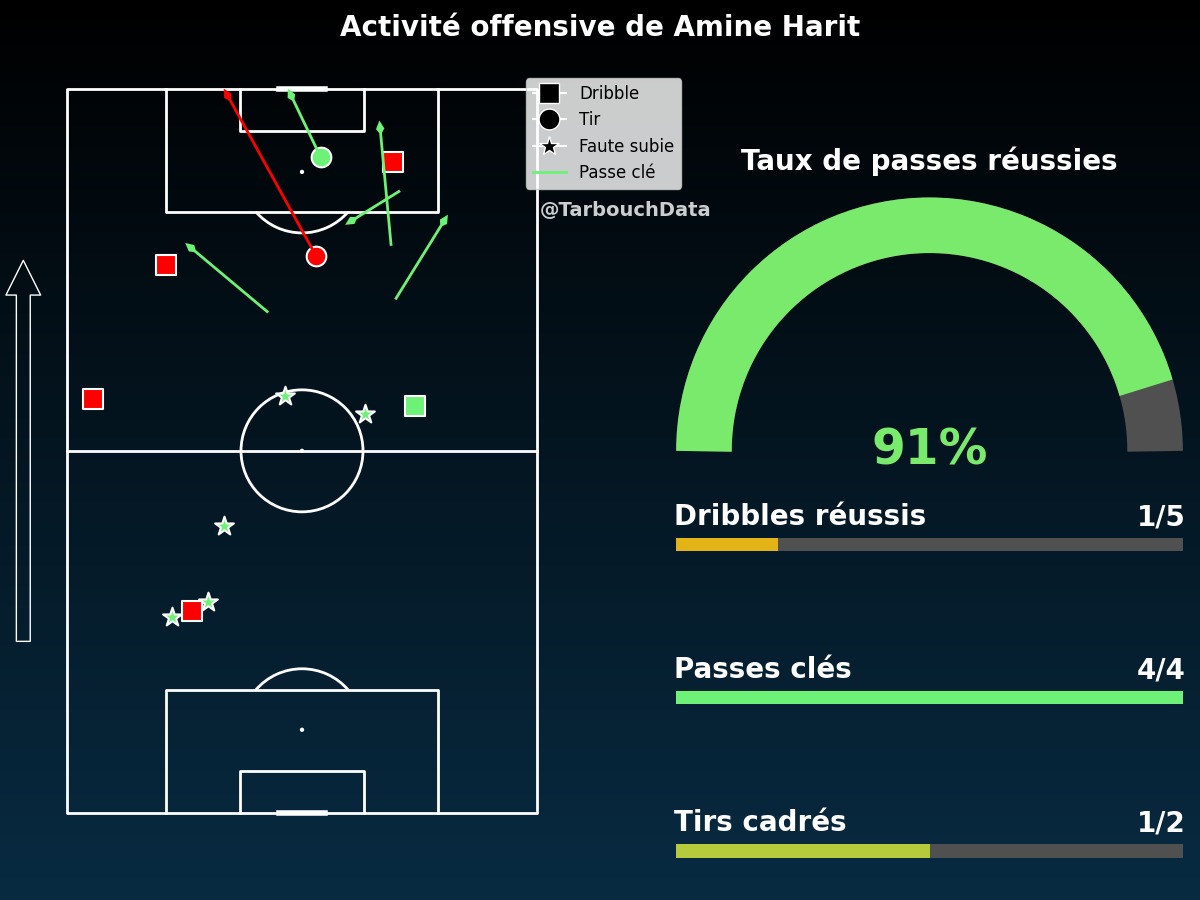 Activité offensive de Amine Harit
Dribble
Tir
Faute subie
Passe clé
@TarbouchData
Taux de passes réussies
91%
Dribbles réussis 1/5
Passes clés 4/4
Tirs cadrés 1/2